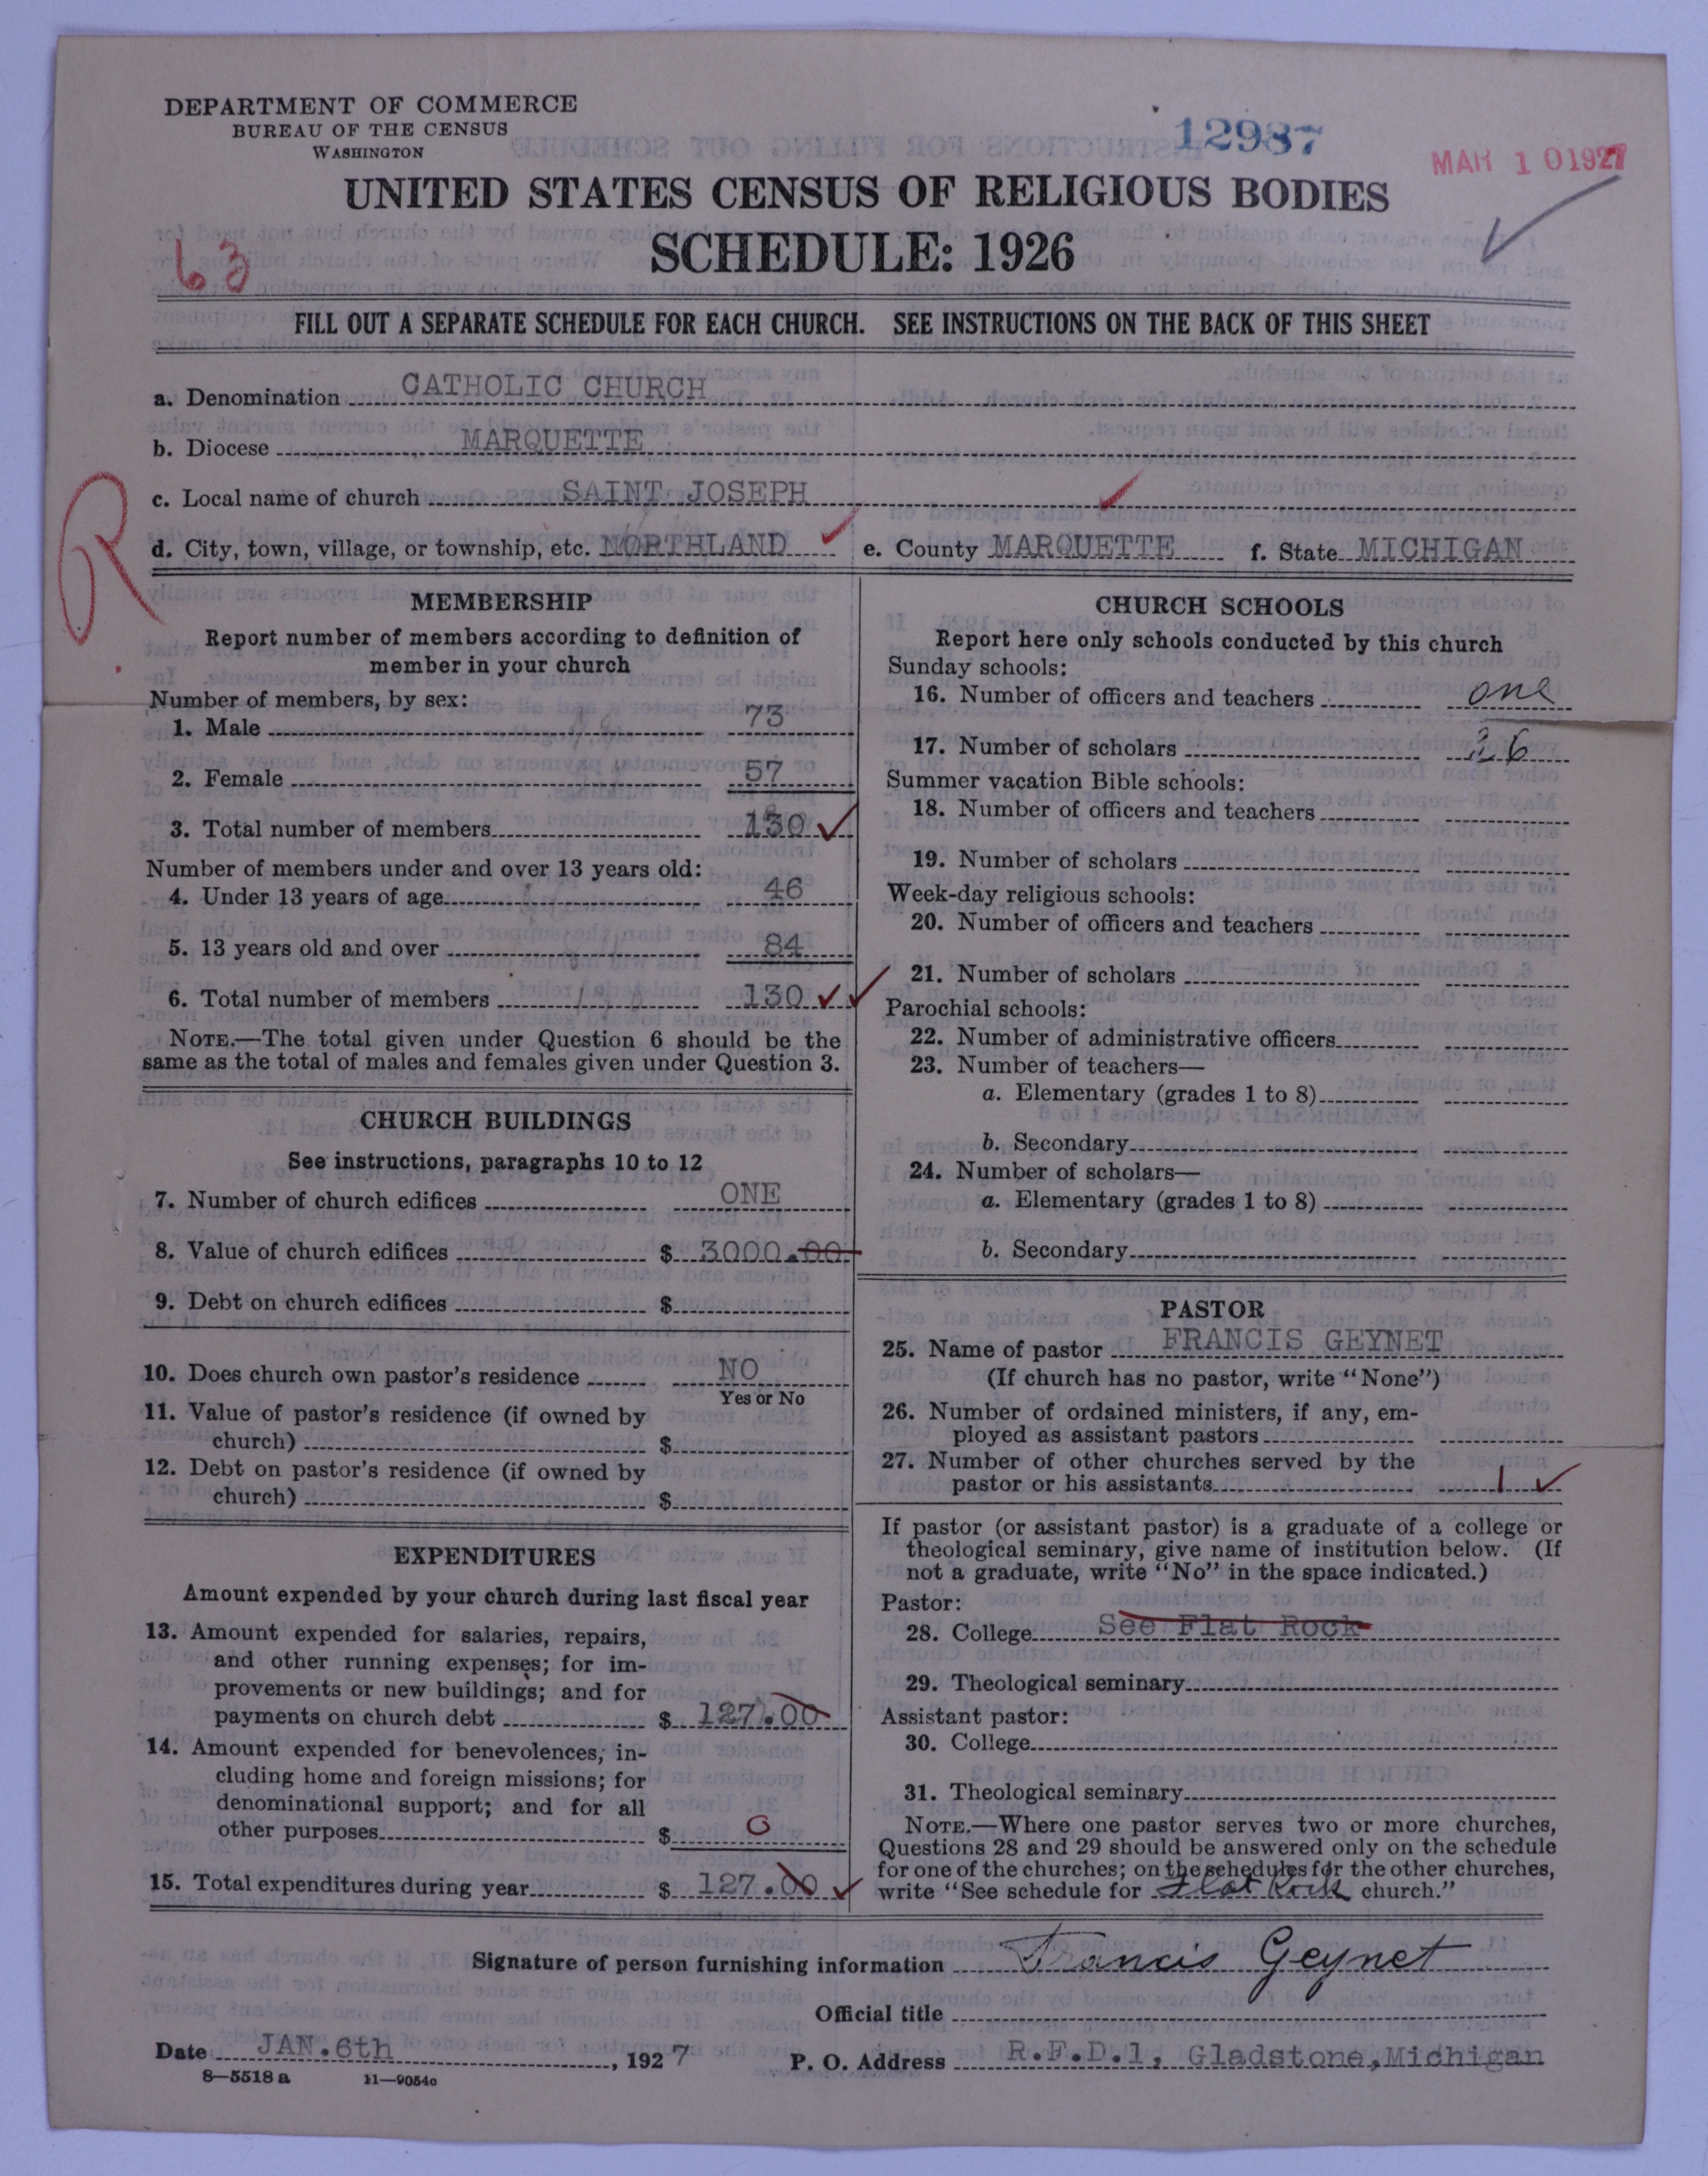 DEPARTMENT OF COMMERCE
BUREAU OF THE CENSUS
WASHINGTON
12987
MAR 10 1927
UNITED STATES CENSUS OF RELIGIOUS BODIES
63
SCHEDULE: 1926
FILL OUT A SEPARATE SCHEDULE FOR EACH CHURCH. SEE INSTRUCTIONS ON THE BACK OF THIS SHEET
a. Denomination CATHOLIC CHURCH
b. Diocese MARQUETTE
c. Local name of church SAINT JOSEPH
d. City, town, village, or township, etc. NORTHLAND e. County MARQUETTE f. State MICHIGAN
R
MEMBERSHIP
Report number of members according to definition of
member in your church
Number of members, by sex:
1. Male 73
2. Female 57
3. Total number of members 130
Number of members under and over 13 years old:
4. Under 13 years of age 46
5. 13 years old and over 84
6. Total number of members 130
NOTE.—The total given under Question 6 should be the
same as the total of males and females given under Question 3.
CHURCH BUILDINGS
See instructions, paragraphs 10 to 12
7. Number of church edifices ONE
8. Value of church edifices $ 3000.00
9. Debt on church edifices $
10. Does church own pastor's residence NO
Yes or No
11. Value of pastor's residence (if owned by
church) $
12. Debt on pastor's residence (if owned by
church) $
EXPENDITURES
Amount expended by your church during last fiscal year
13. Amount expended for salaries, repairs,
and other running expenses; for im-
provements or new buildings; and for
payments on church debt $ 127.00
14. Amount expended for benevolences, in-
cluding home and foreign missions; for
denominational support; and for all
other purposes $ 0
15. Total expenditures during year $ 127.00
CHURCH SCHOOLS
Report here only schools conducted by this church
Sunday schools:
16. Number of officers and teachers one
17. Number of scholars 26
Summer vacation Bible schools:
18. Number of officers and teachers
19. Number of scholars
Week-day religious schools:
20. Number of officers and teachers
21. Number of scholars
Parochial schools:
22. Number of administrative officers
23. Number of teachers—
a. Elementary (grades 1 to 8)
b. Secondary
24. Number of scholars—
a. Elementary (grades 1 to 8)
b. Secondary
PASTOR
25. Name of pastor FRANCIS GEYNET
(If church has no pastor, write "None")
26. Number of ordained ministers, if any, em-
ployed as assistant pastors
27. Number of other churches served by the
pastor or his assistants 1
If pastor (or assistant pastor) is a graduate of a college or
theological seminary, give name of institution below. (If
not a graduate, write "No" in the space indicated.)
Pastor:
28. College See Flat Rock
29. Theological seminary
Assistant pastor:
30. College
31. Theological seminary
NOTE.—Where one pastor serves two or more churches,
Questions 28 and 29 should be answered only on the schedule
for one of the churches; on the schedules for the other churches,
write "See schedule for Flat Rock church."
Signature of person furnishing information Francis Geynet
Official title
Date JAN.6th, 1927 P. O. Address R.F.D.1, Gladstone,Michigan
8—5518 a 11—9054c